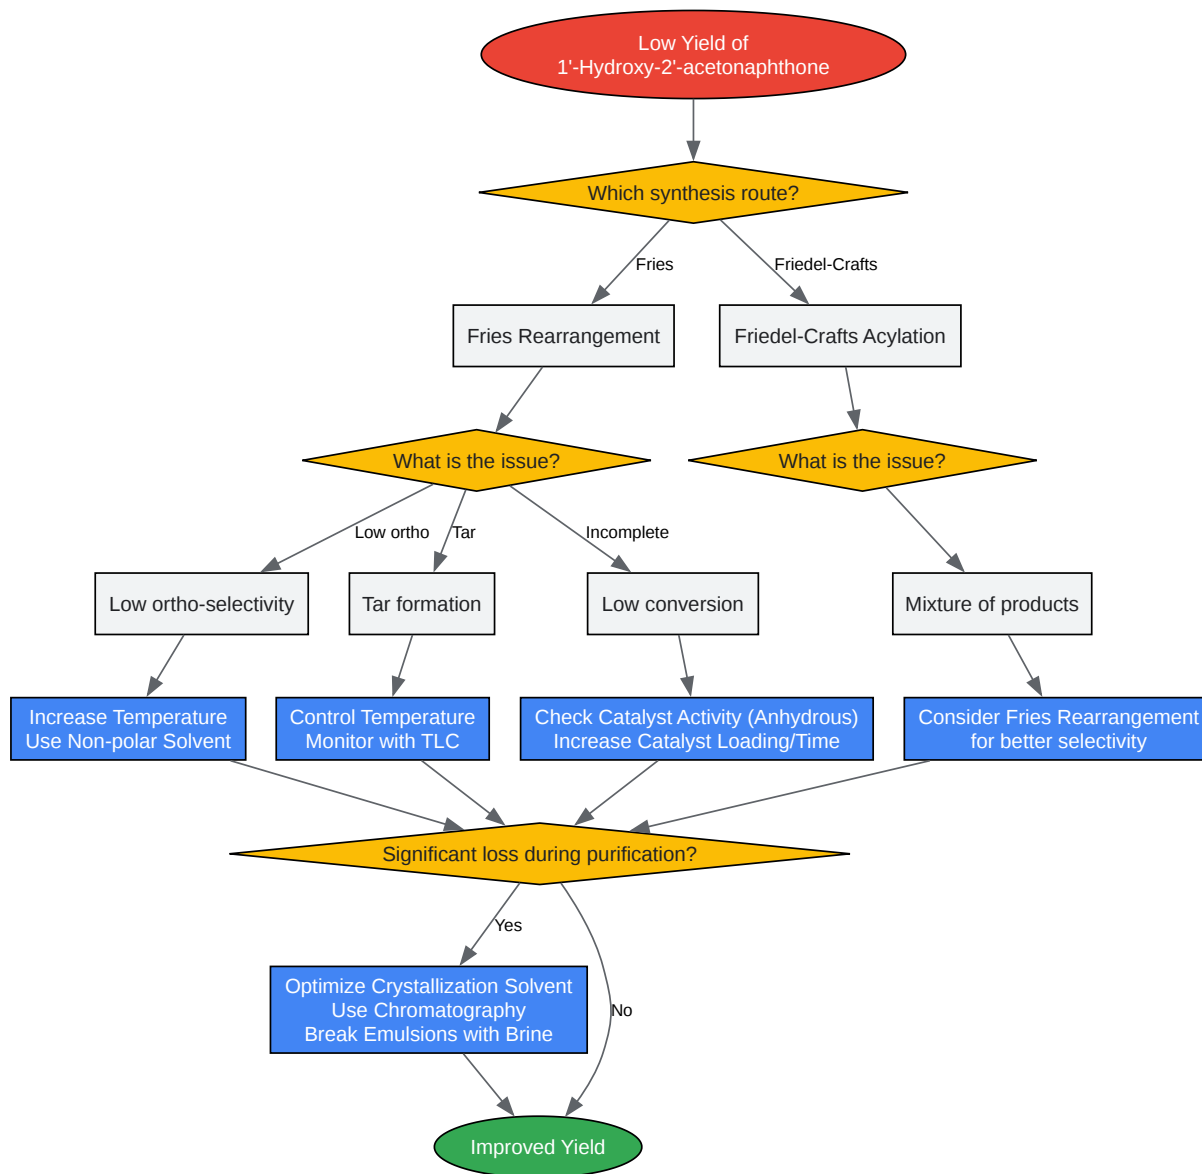 Low Yield of
1'-Hydroxy-2'-acetonaphthone
Which synthesis route?
Fries
Friedel-Crafts
Fries Rearrangement
Friedel-Crafts Acylation
What is the issue?
What is the issue?
Low ortho
Tar
Incomplete
Low ortho-selectivity
Tar formation
Low conversion
Mixture of products
Increase Temperature
Use Non-polar Solvent
Control Temperature
Monitor with TLC
Check Catalyst Activity (Anhydrous)
Increase Catalyst Loading/Time
Consider Fries Rearrangement
for better selectivity
Significant loss during purification?
Yes
No
Optimize Crystallization Solvent
Use Chromatography
Break Emulsions with Brine
Improved Yield